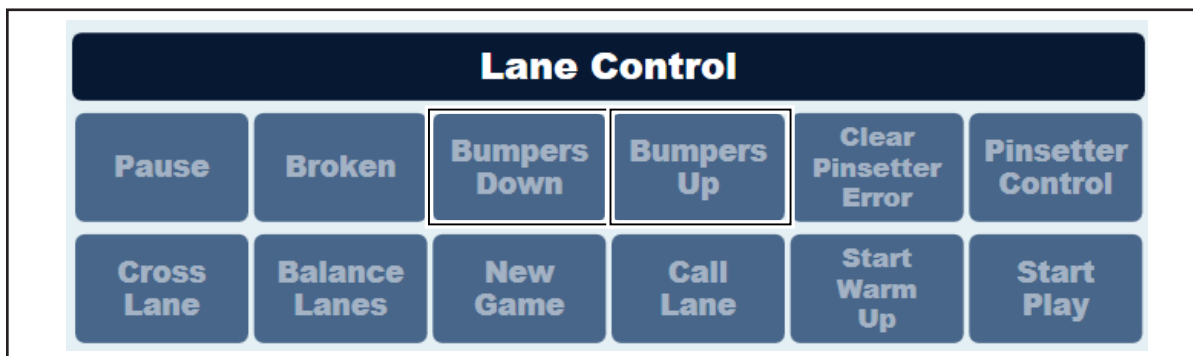 Lane Control
Pause
Broken
Bumpers
Down
Bumpers
Up
Clear
Pinsetter
Error
Pinsetter
Control
Cross
Lane
Balance
Lanes
New
Game
Call
Lane
Start
Warm
Up
Start
Play